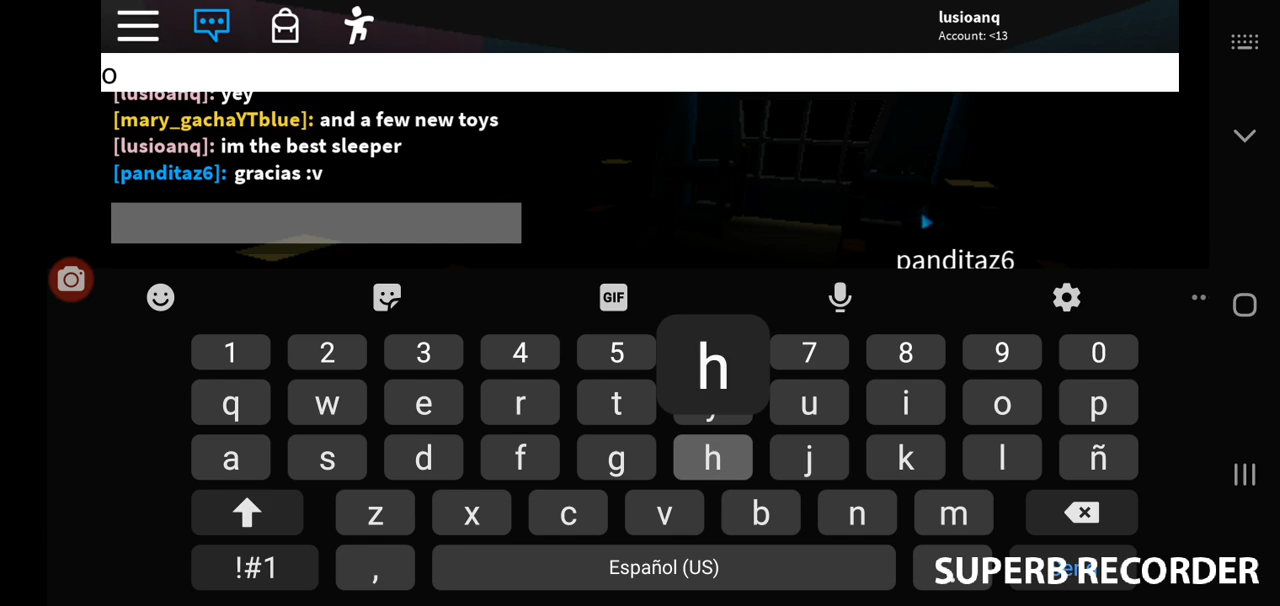 lusioanq
Account: <13
O
[lusioanq]: yey
[mary_gachaYTblue]: and a few new toys
[lusioanq]: im the best sleeper
[panditaz6]: gracias :v
panditaz6
GIF
1 2 3 4 5 h 7 8 9 0
q w e r t y u i o p
a s d f g h j k l ñ
z x c v b n m
!#1 , Español (US)
SUPERB RECORDER